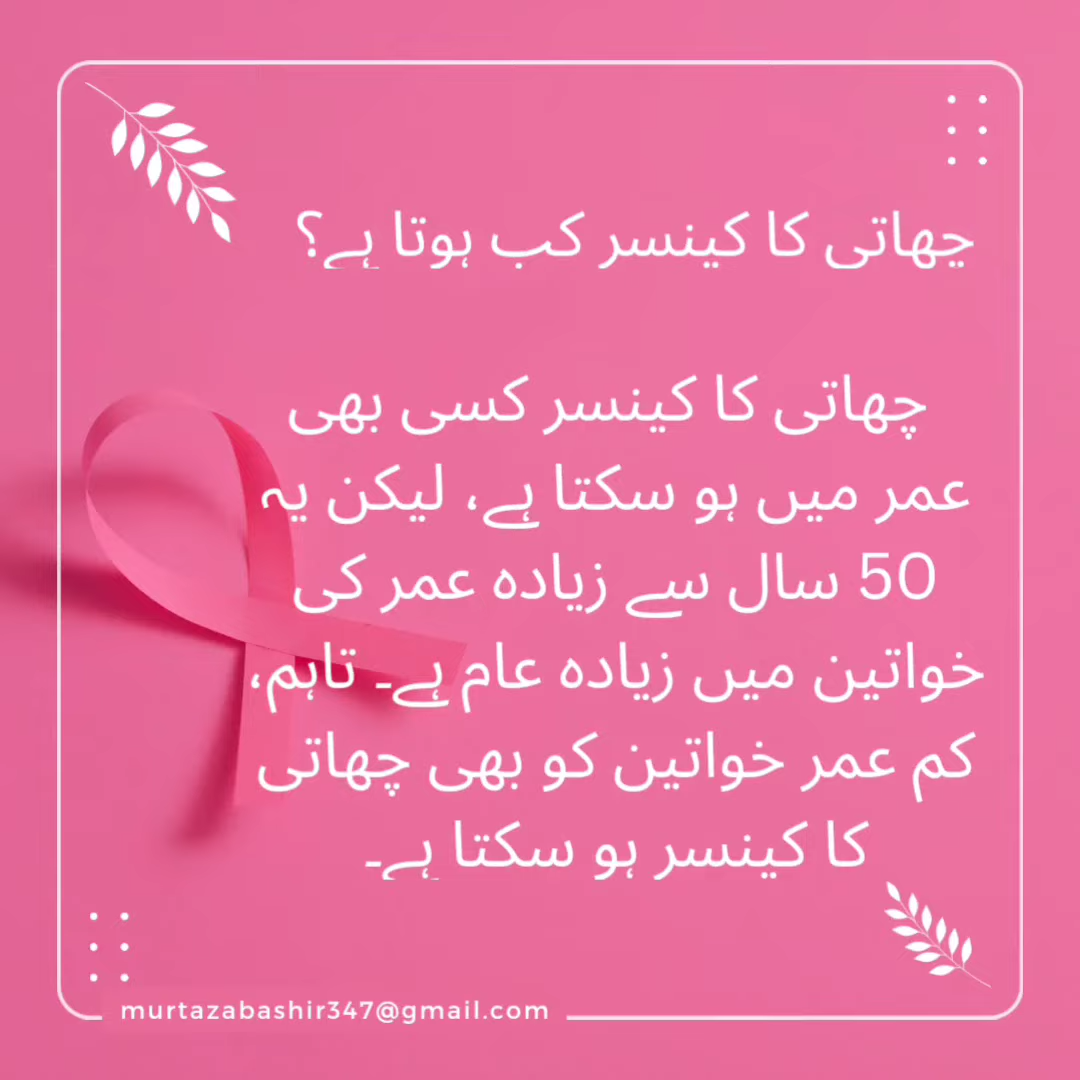 چھاتی کا کینسر کب ہوتا ہے؟
چھاتی کا کینسر کسی بھی
عمر میں ہو سکتا ہے، لیکن یہ
50 سال سے زیادہ عمر کی
خواتین میں زیادہ عام ہے۔ تاہم،
کم عمر خواتین کو بھی چھاتی
کا کینسر ہو سکتا ہے۔
murtazabashir347@gmail.com